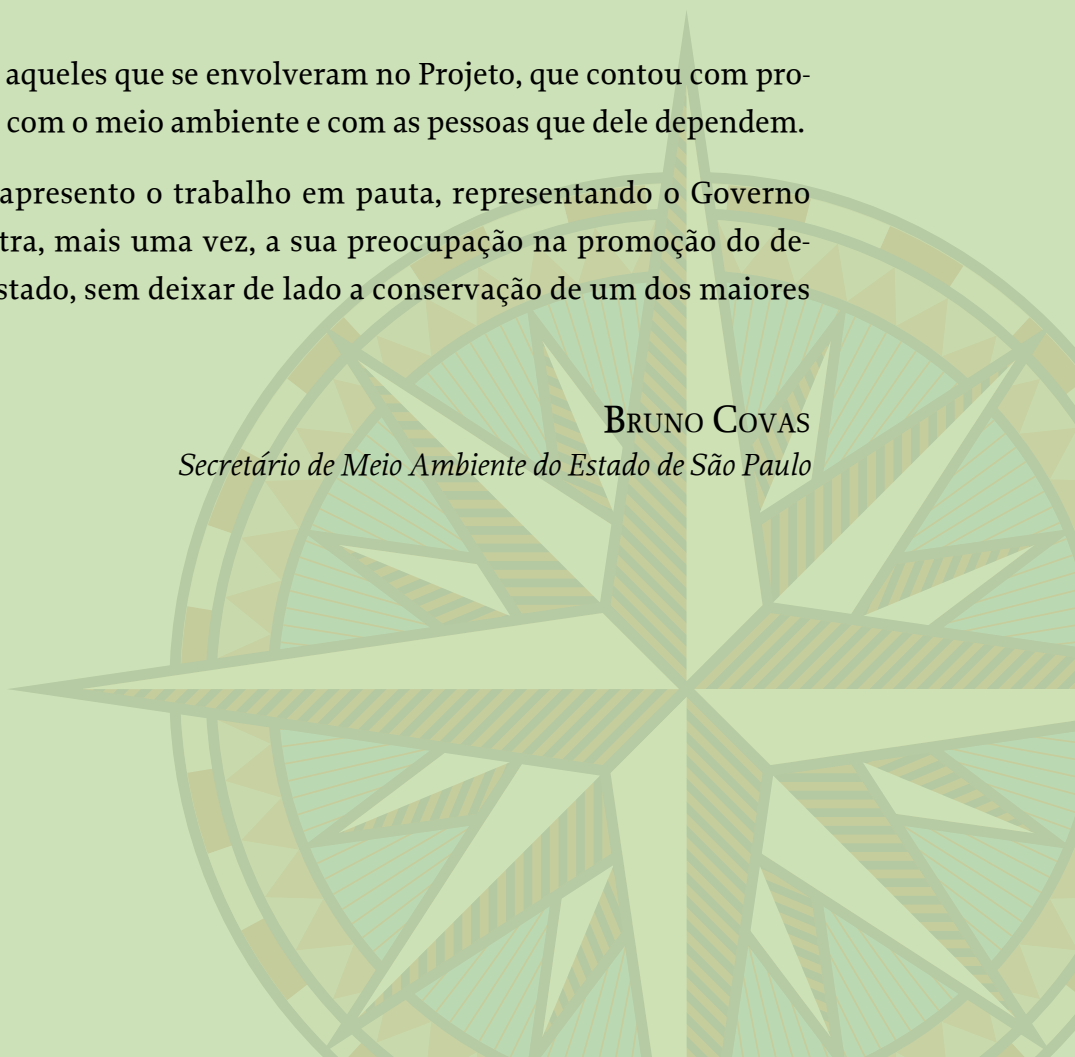 aqueles que se envolveram no Projeto, que contou com pro-
com o meio ambiente e com as pessoas que dele dependem.
apresento o trabalho em pauta, representando o Governo
tra, mais uma vez, a sua preocupação na promoção do de-
stado, sem deixar de lado a conservação de um dos maiores
Bruno Covas
Secretário de Meio Ambiente do Estado de São Paulo